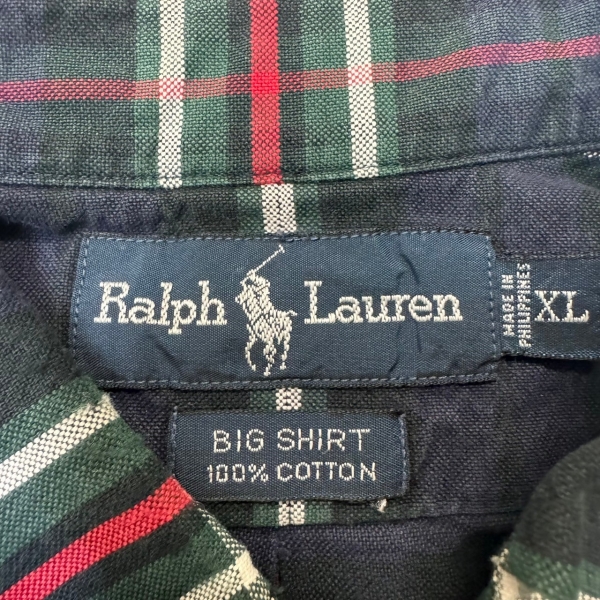 Ralph Lauren
MADE IN
PHILIPPINES
XL
BIG SHIRT
100% COTTON